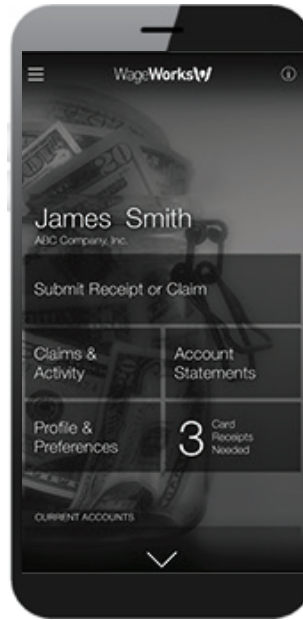 WageWorks
James Smith
ABC Company, Inc.
Submit Receipt or Claim
Claims &
Activity
Account
Statements
Profile &
Preferences
3
Card
Receipts
Needed
CURRENT ACCOUNTS